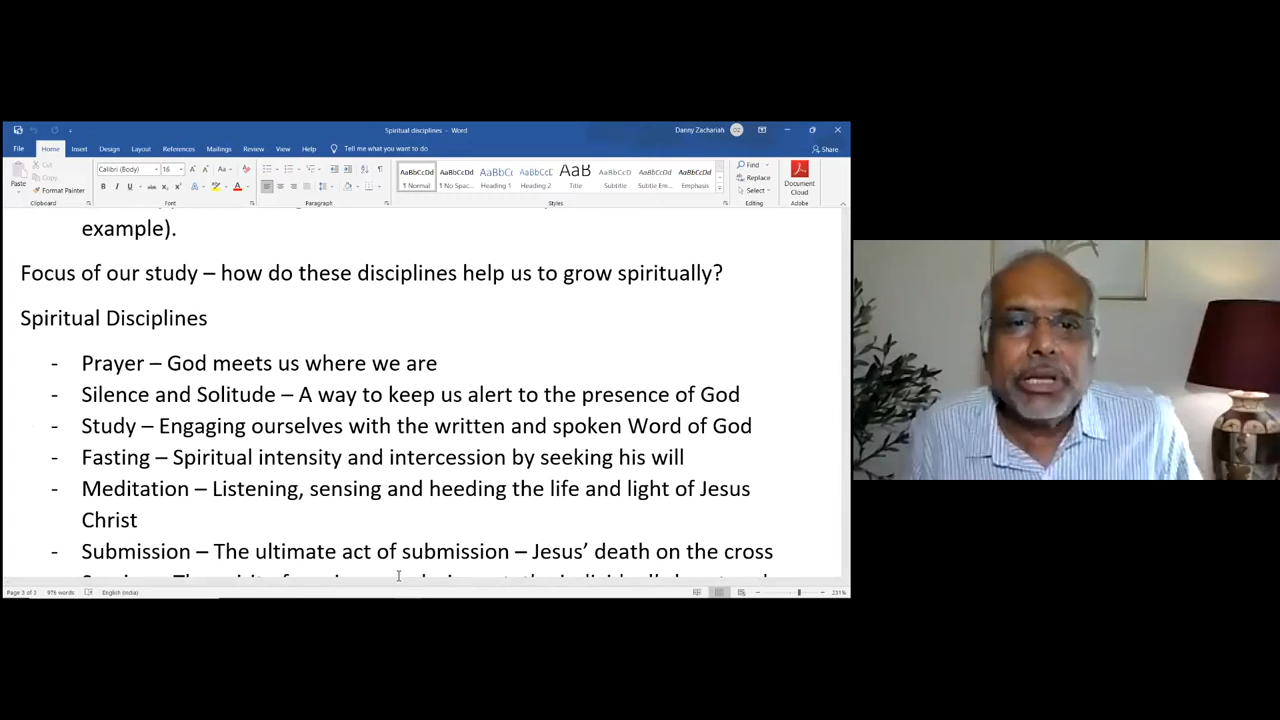 Spiritual disciplines - Word
Danny Zachariah
DZ
File Home Insert Design Layout References Mailings Review View Help Tell me what you want to do
Share
Paste
Cut
Copy
Format Painter
Clipboard
Calibri (Body) 16
Font
Paragraph
AaBbCcDd AaBbCcDd AaBbCc AaBbCcD AaB AaBbCcD AaBbCcDd AaBbCcDd
1 Normal 1 No Spac... Heading 1 Heading 2 Title Subtitle Subtle Em... Emphasis
Styles
Find
Replace
Select
Editing
Document
Cloud
Adobe
example).
Focus of our study – how do these disciplines help us to grow spiritually?
Spiritual Disciplines
- Prayer – God meets us where we are
- Silence and Solitude – A way to keep us alert to the presence of God
- Study – Engaging ourselves with the written and spoken Word of God
- Fasting – Spiritual intensity and intercession by seeking his will
- Meditation – Listening, sensing and heeding the life and light of Jesus
Christ
- Submission – The ultimate act of submission – Jesus’ death on the cross
Page 3 of 3 976 words English (India)
231%